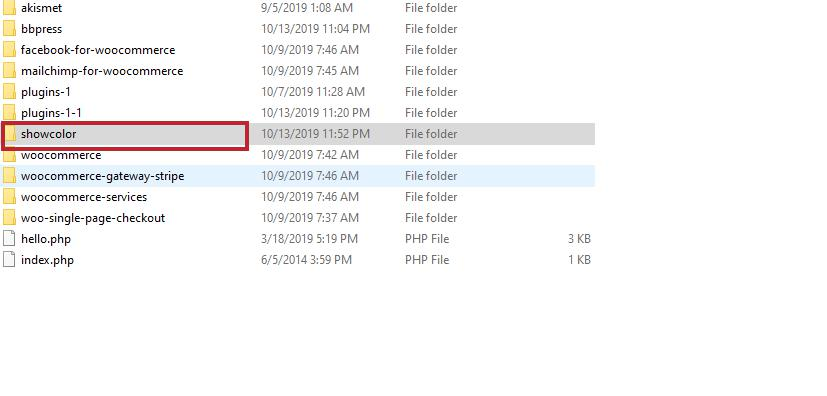 akismet 9/5/2019 1:08 AM File folder
bbpress 10/13/2019 11:04 PM File folder
facebook-for-woocommerce 10/9/2019 7:46 AM File folder
mailchimp-for-woocommerce 10/9/2019 7:45 AM File folder
plugins-1 10/7/2019 11:28 AM File folder
plugins-1-1 10/13/2019 11:20 PM File folder
showcolor 10/13/2019 11:52 PM File folder
woocommerce 10/9/2019 7:42 AM File folder
woocommerce-gateway-stripe 10/9/2019 7:46 AM File folder
woocommerce-services 10/9/2019 7:46 AM File folder
woo-single-page-checkout 10/9/2019 7:37 AM File folder
hello.php 3/18/2019 5:19 PM PHP File 3 KB
index.php 6/5/2014 3:59 PM PHP File 1 KB